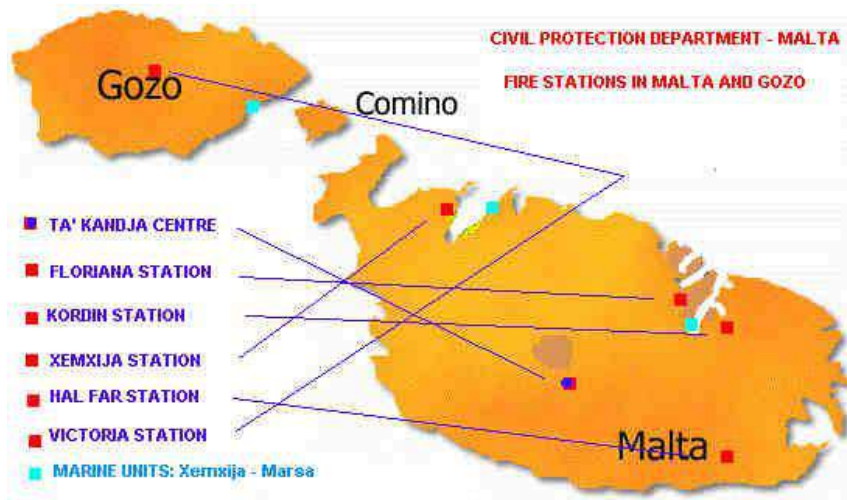 CIVIL PROTECTION DEPARTMENT - MALTA
FIRE STATIONS IN MALTA AND GOZO
Gozo
Comino
TA' KANDJA CENTRE
FLORIANA STATION
KORDIN STATION
XEMXIJA STATION
HAL FAR STATION
VICTORIA STATION
MARINE UNITS: Xemxija - Marsa
Malta